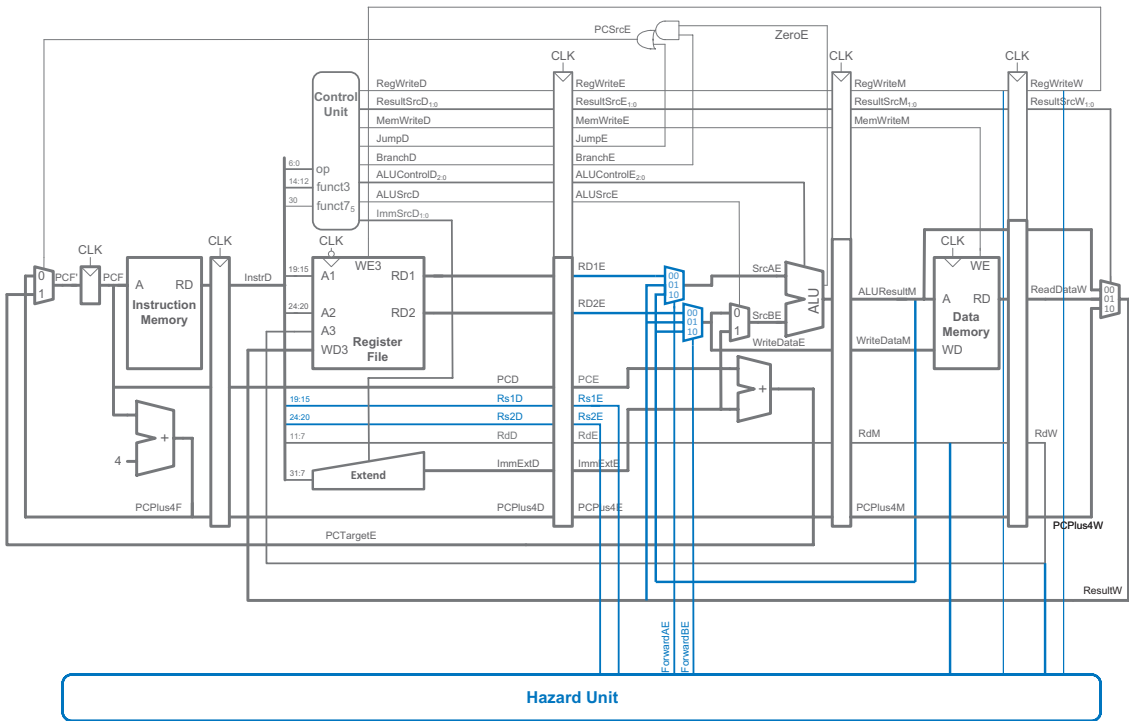 PCSrcE
ZeroE
CLK
CLK
CLK
Control
Unit
RegWriteD
RegWriteE
RegWriteM
RegWriteW
ResultSrcD1:0
ResultSrcE1:0
ResultSrcM1:0
ResultSrcW1:0
MemWriteD
MemWriteE
MemWriteM
JumpD
JumpE
BranchD
BranchE
6:0
op
ALUControlD2:0
ALUControlE2:0
14:12
funct3
ALUSrcD
ALUSrcE
30
funct75
ImmSrcD1:0
CLK
CLK
CLK
CLK
0
1
PCF'
PCF
A
RD
Instruction
Memory
InstrD
19:15
A1
WE3
RD1
24:20
A2
RD2
A3
WD3
Register
File
RD1E
RD2E
00
01
10
00
01
10
SrcAE
0
1
SrcBE
ALU
WriteDataE
ALUResultM
WriteDataM
WE
A
RD
Data
Memory
WD
ReadDataW
00
01
10
PCD
PCE
+
19:15
Rs1D
Rs1E
24:20
Rs2D
Rs2E
11:7
RdD
RdE
RdM
RdW
+
4
31:7
Extend
ImmExtD
ImmExtE
PCPlus4F
PCPlus4D
PCPlus4E
PCPlus4M
PCPlus4W
PCTargetE
ResultW
ForwardAE
ForwardBE
Hazard Unit